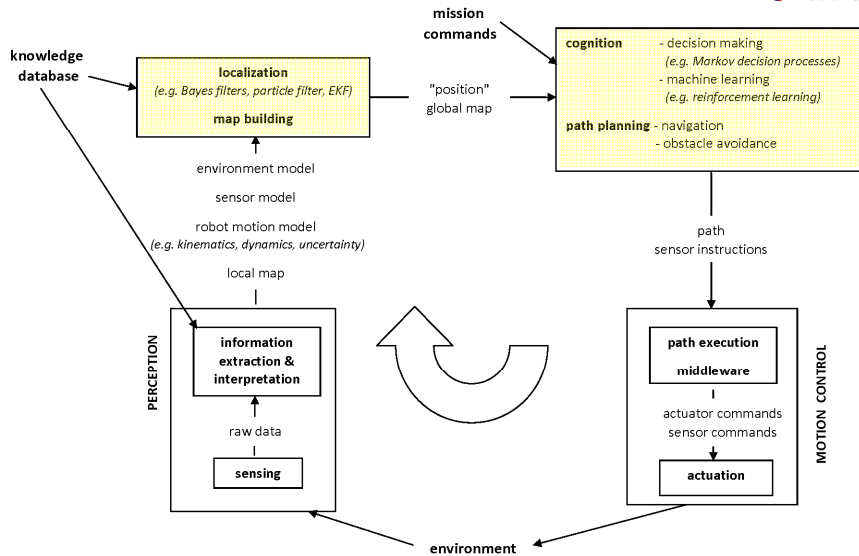 mission
commands
knowledge
database
localization
(e.g. Bayes filters, particle filter, EKF)
map building
"position"
global map
cognition - decision making
(e.g. Markov decision processes)
- machine learning
(e.g. reinforcement learning)
path planning - navigation
- obstacle avoidance
environment model
sensor model
robot motion model
(e.g. kinematics, dynamics, uncertainty)
local map
path
sensor instructions
PERCEPTION
information
extraction &
interpretation
raw data
sensing
path execution
middleware
actuator commands
sensor commands
actuation
MOTION CONTROL
environment